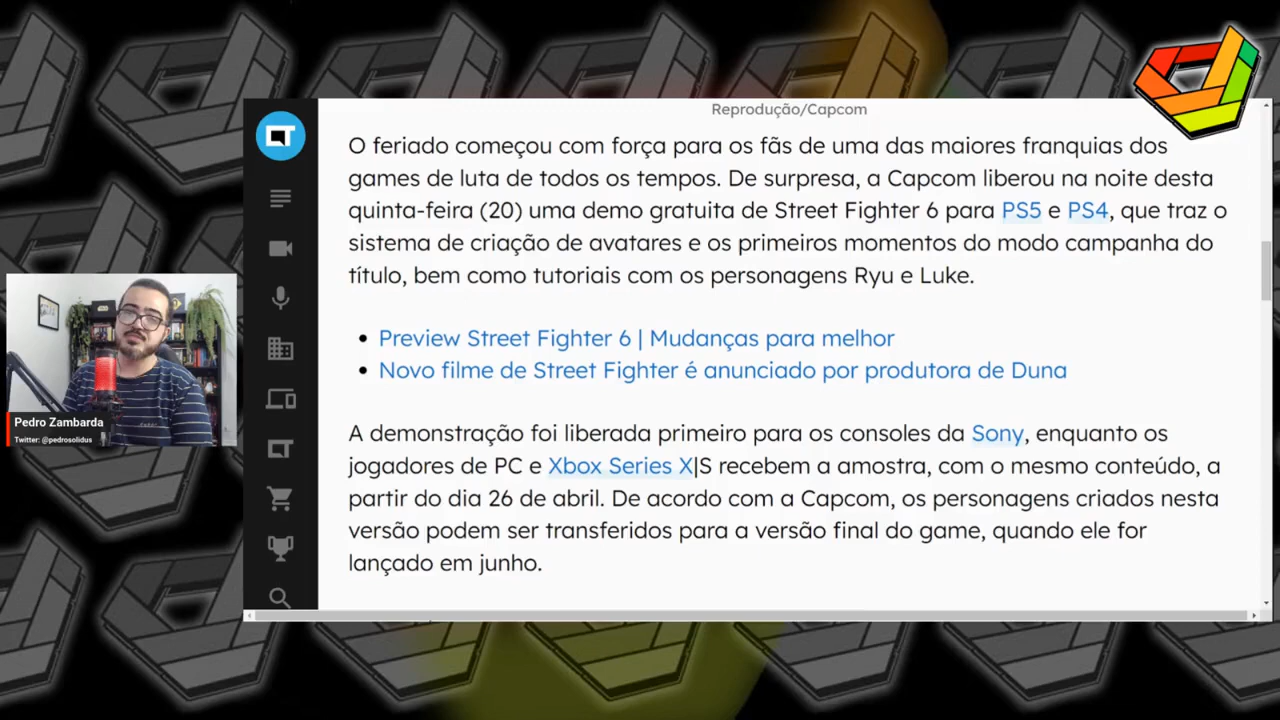 Reprodução/Capcom
O feriado começou com força para os fãs de uma das maiores franquias dos
games de luta de todos os tempos. De surpresa, a Capcom liberou na noite desta
quinta-feira (20) uma demo gratuita de Street Fighter 6 para PS5 e PS4, que traz o
sistema de criação de avatares e os primeiros momentos do modo campanha do
título, bem como tutoriais com os personagens Ryu e Luke.
Preview Street Fighter 6 | Mudanças para melhor
Novo filme de Street Fighter é anunciado por produtora de Duna
A demonstração foi liberada primeiro para os consoles da Sony, enquanto os
jogadores de PC e Xbox Series X|S recebem a amostra, com o mesmo conteúdo, a
partir do dia 26 de abril. De acordo com a Capcom, os personagens criados nesta
versão podem ser transferidos para a versão final do game, quando ele for
lançado em junho.
Pedro Zambarda
Twitter: @pedrosolidus